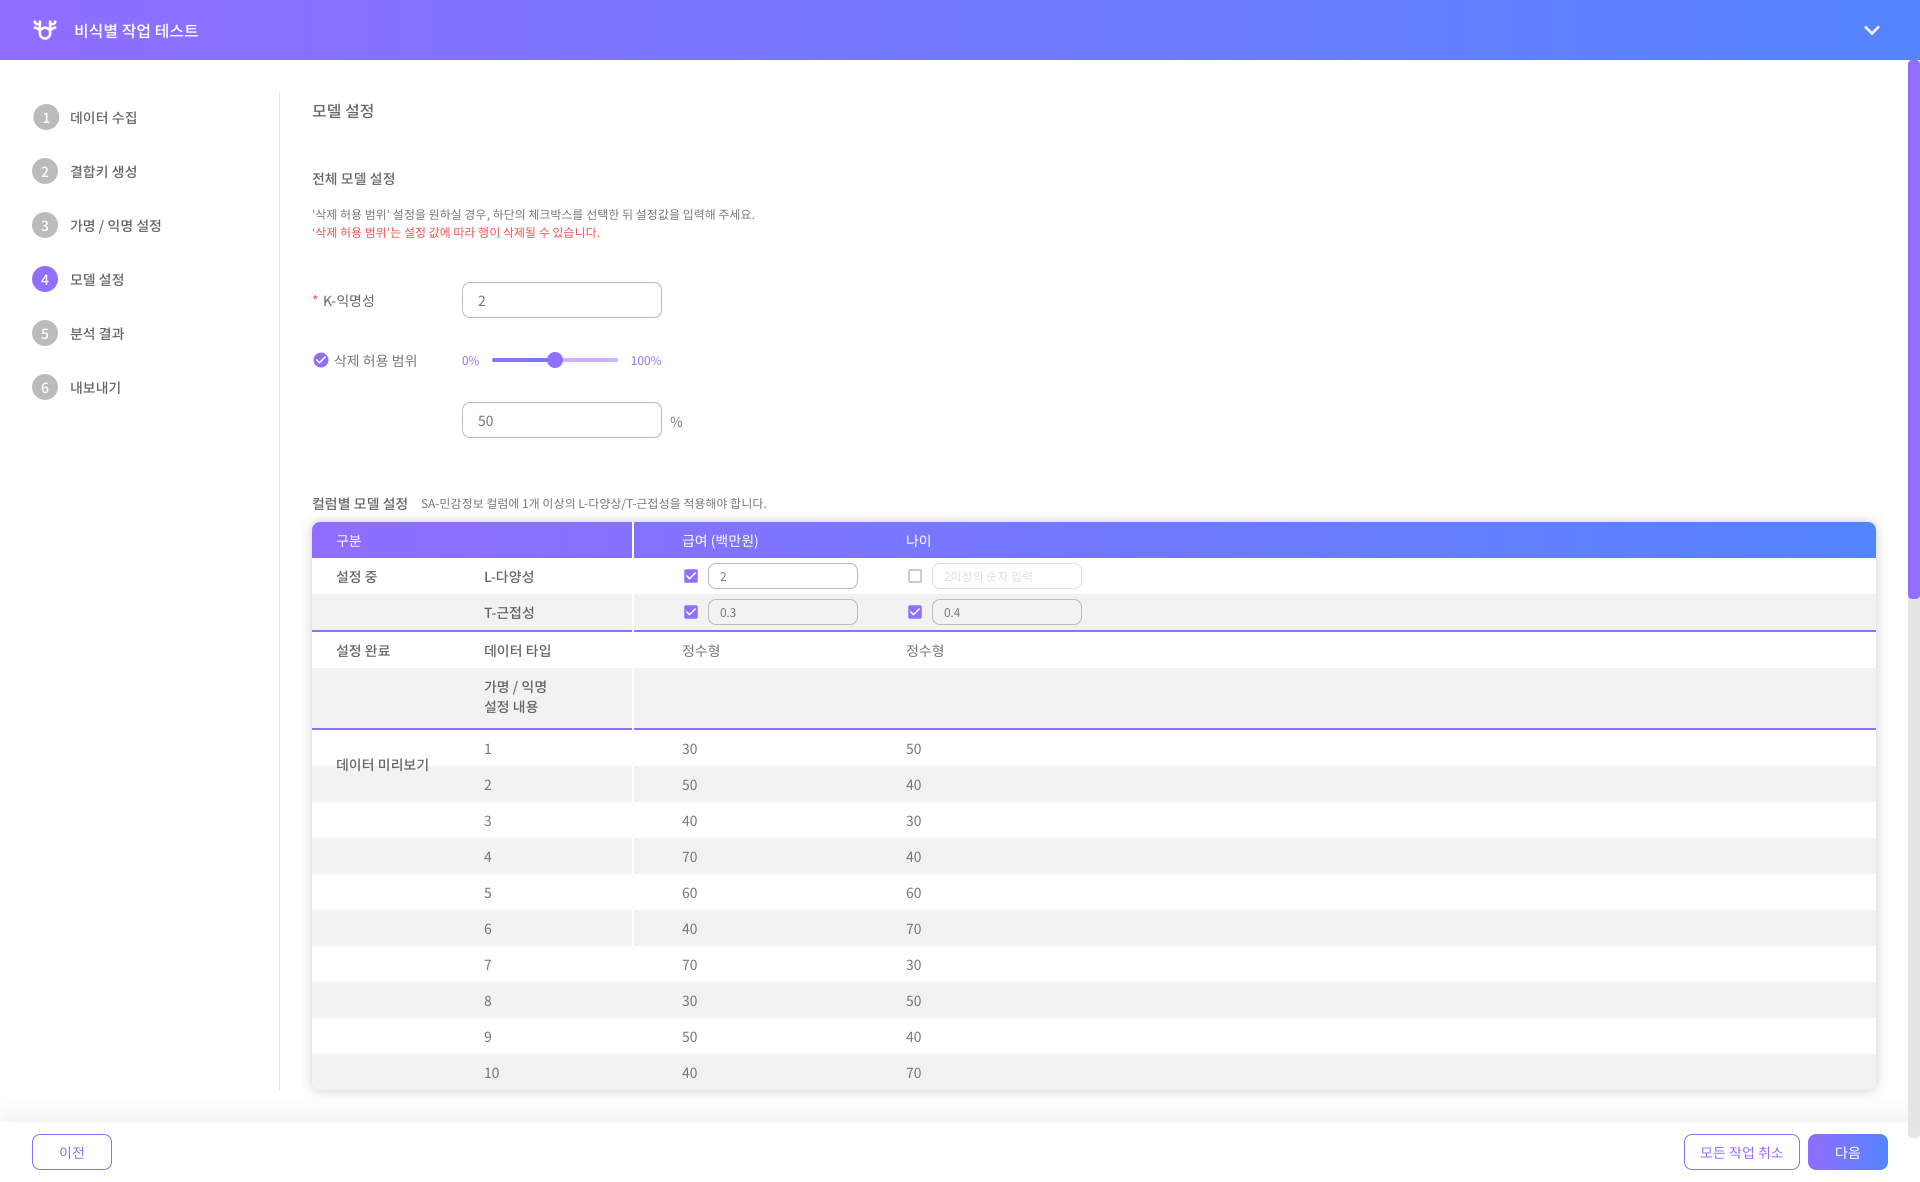 비식별 작업 테스트
1 데이터 수집
2 결합키 생성
3 가명 / 익명 설정
4 모델 설정
5 분석 결과
6 내보내기
모델 설정
전체 모델 설정
'삭제 허용 범위' 설정을 원하실 경우, 하단의 체크박스를 선택한 뒤 설정값을 입력해 주세요.
'삭제 허용 범위'는 설정 값에 따라 행이 삭제될 수 있습니다.
* K-익명성 2
삭제 허용 범위 0% 100%
50 %
컬럼별 모델 설정 SA-민감정보 컬럼에 1개 이상의 L-다양상/T-근접성을 적용해야 합니다.
구분 급여 (백만원) 나이
설정 중 L-다양성 2 2이상의 숫자 입력
T-근접성 0.3 0.4
설정 완료 데이터 타입 정수형 정수형
가명 / 익명
설정 내용
데이터 미리보기
1 30 50
2 50 40
3 40 30
4 70 40
5 60 60
6 40 70
7 70 30
8 30 50
9 50 40
10 40 70
이전 모든 작업 취소 다음